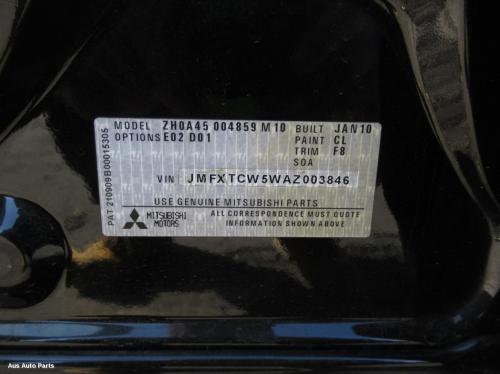 MODEL ZH0A45 004859 M10 BUILT JAN10
OPTIONS E02 D01 PAINT CL
TRIM F8
SOA
VIN JMFXTCW5WAZ003846
USE GENUINE MITSUBISHI PARTS
MITSUBISHI MOTORS
ALL CORRESPONDENCE MUST QUOTE
INFORMATION SHOWN ABOVE
PAT 210909B00015305
Aus Auto Parts